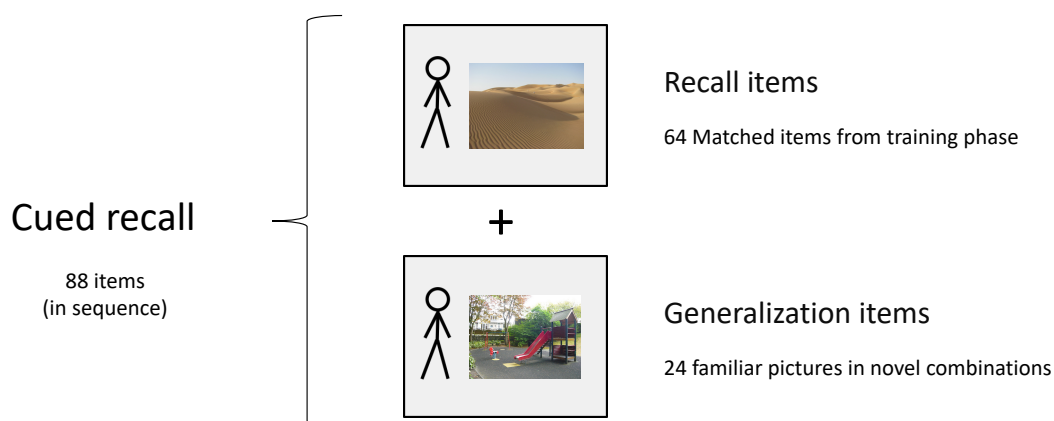 Cued recall
88 items
(in sequence)
Recall items
64 Matched items from training phase
+
Generalization items
24 familiar pictures in novel combinations